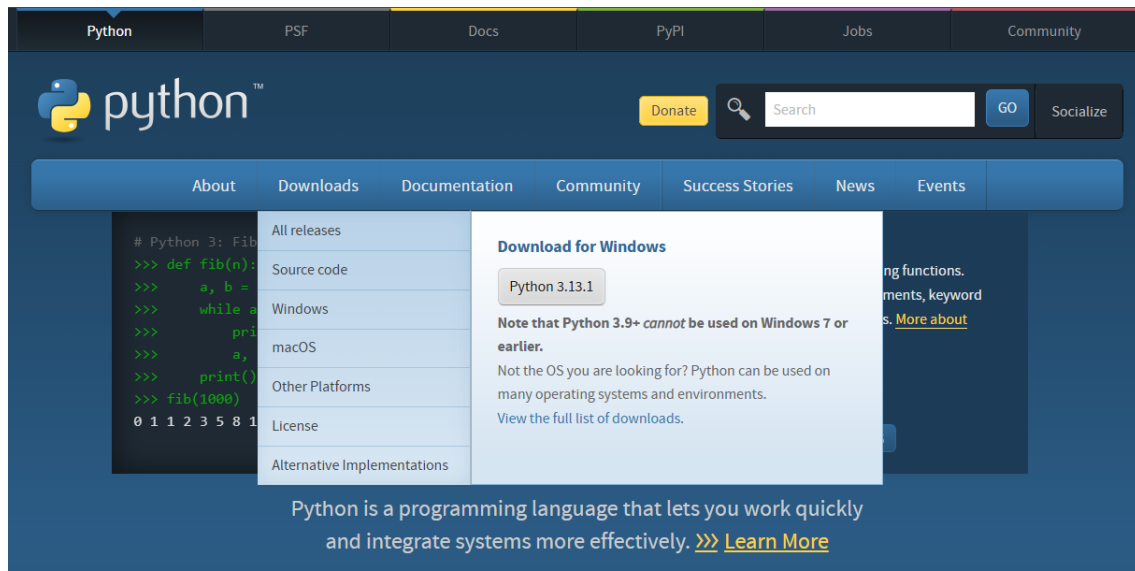 Python PSF Docs PyPI Jobs Community
python™
Donate Search GO Socialize
About Downloads Documentation Community Success Stories News Events
# Python 3: Fib
>>> def fib(n):
>>> a, b =
>>> while a
>>> pri
>>> a,
>>> print()
>>> fib(1000)
0 1 1 2 3 5 8 1
All releases
Source code
Windows
macOS
Other Platforms
License
Alternative Implementations
Download for Windows
Python 3.13.1
Note that Python 3.9+ cannot be used on Windows 7 or
earlier.
Not the OS you are looking for? Python can be used on
many operating systems and environments.
View the full list of downloads.
ng functions.
ments, keyword
s. More about
Python is a programming language that lets you work quickly
and integrate systems more effectively. >>> Learn More